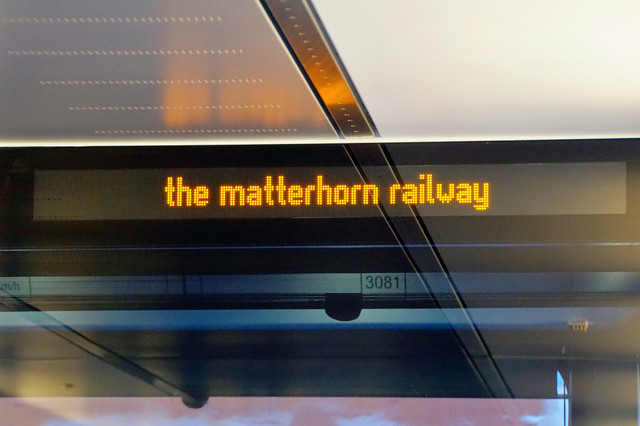 the matterhorn railway
m/h
3081